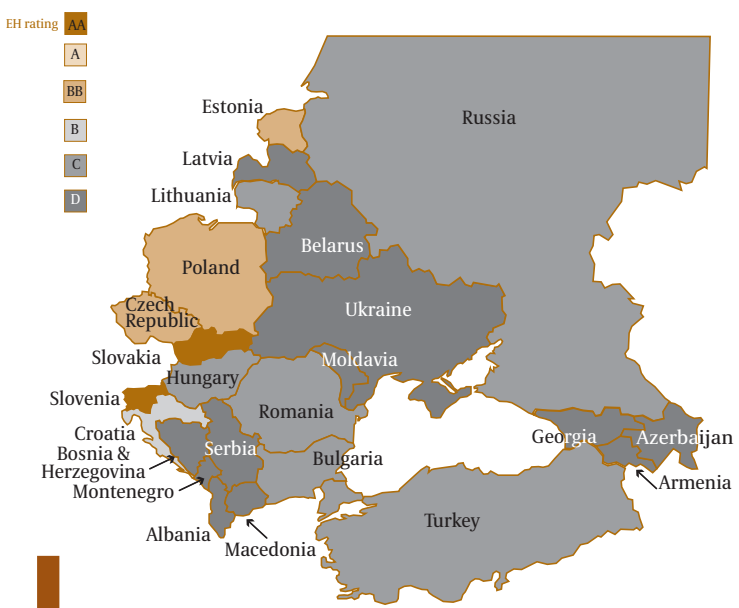 EH rating
AA
A
BB
B
C
D
Estonia
Russia
Latvia
Lithuania
Belarus
Poland
Czech
Republic
Ukraine
Slovakia
Moldavia
Hungary
Slovenia
Romania
Croatia
Georgia
Azerbaijan
Serbia
Bosnia &
Herzegovina
Bulgaria
Montenegro
Armenia
Turkey
Albania
Macedonia